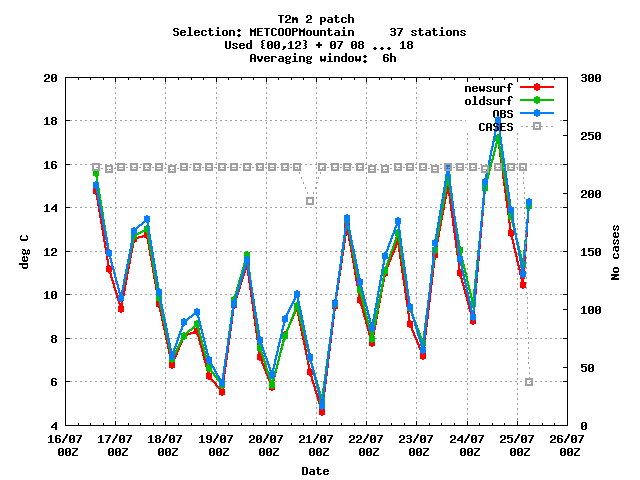 T2m 2 patch
Selection: METCOOPMountain 37 stations
Used {00,12} + 07 08 ... 18
Averaging window: 6h
newsurf
oldsurf
OBS
CASES
deg C
20
18
16
14
12
10
8
6
4
300
250
200
150
100
50
0
No cases
16/07 17/07 18/07 19/07 20/07 21/07 22/07 23/07 24/07 25/07 26/07
00Z 00Z 00Z 00Z 00Z 00Z 00Z 00Z 00Z 00Z 00Z
Date